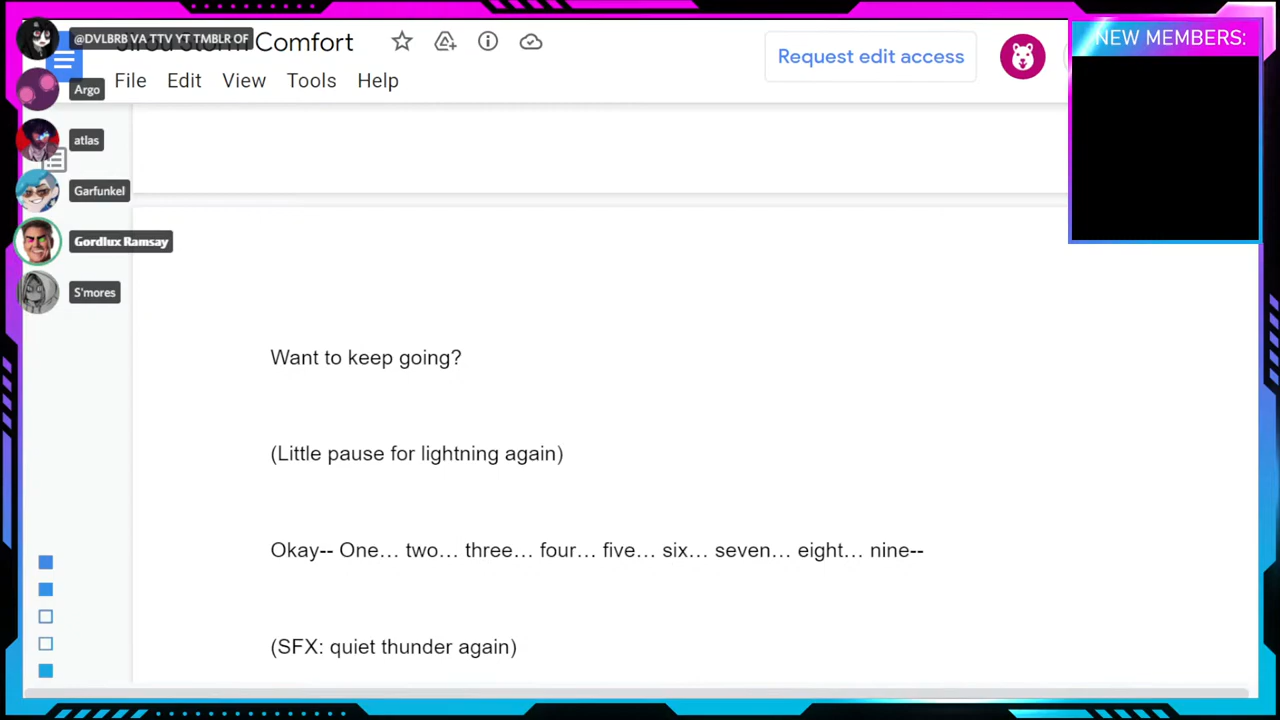 @DVLBRB VA TTV YT TMBLR OF
Storm Comfort
Request edit access
NEW MEMBERS:
File Edit View Tools Help
Argo
atlas
Garfunkel
Gordlux Ramsay
S'mores
Want to keep going?
(Little pause for lightning again)
Okay-- One… two… three… four… five… six… seven… eight… nine--
(SFX: quiet thunder again)